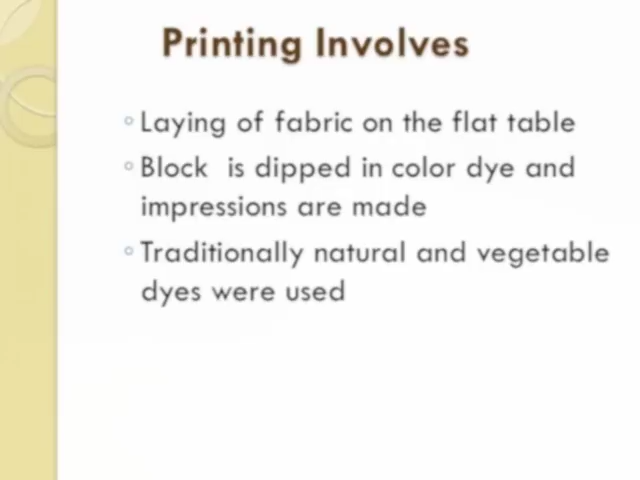 Printing Involves
Laying of fabric on the flat table
Block is dipped in color dye and
impressions are made
Traditionally natural and vegetable
dyes were used